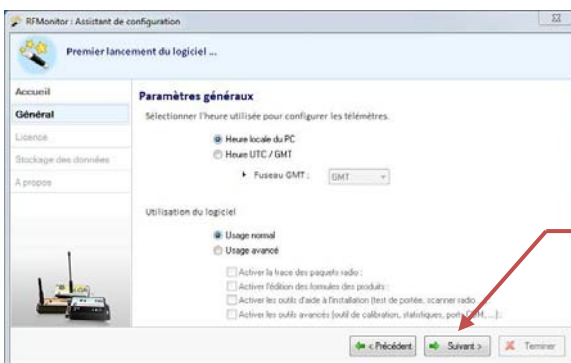 RFMonitor : Assistant de configuration
Premier lancement du logiciel ...
Accueil
Général
Licence
Stockage des données
A propos
Paramètres généraux
Sélectionner l'heure utilisée pour configurer les télémètres.
Heure locale du PC
Heure UTC / GMT
Fuseau GMT :
GMT
Utilisation du logiciel
Usage normal
Usage avancé
Activer la trace des paquets radio :
Activer l'édition des formules des produits :
Activer les outils d'aide à l'installation (test de portée, scanner radio
Activer les outils avancés (outil de calibration, statistiques, ports COM, ...) :
< Précédent
Suivant >
Terminer